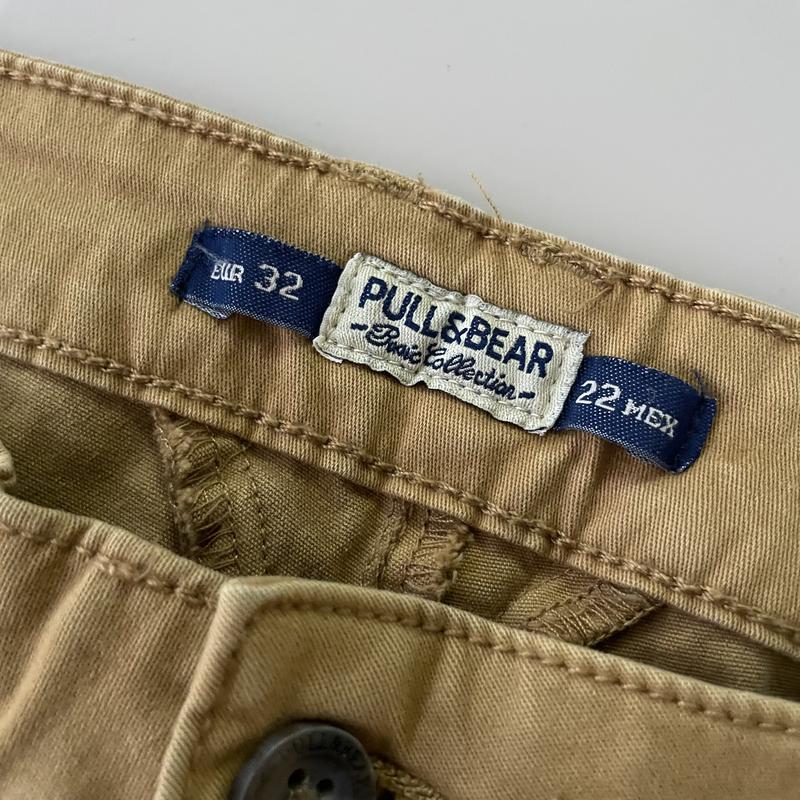 EUR 32
PULL&BEAR
-Basic Collection-
22 MEX